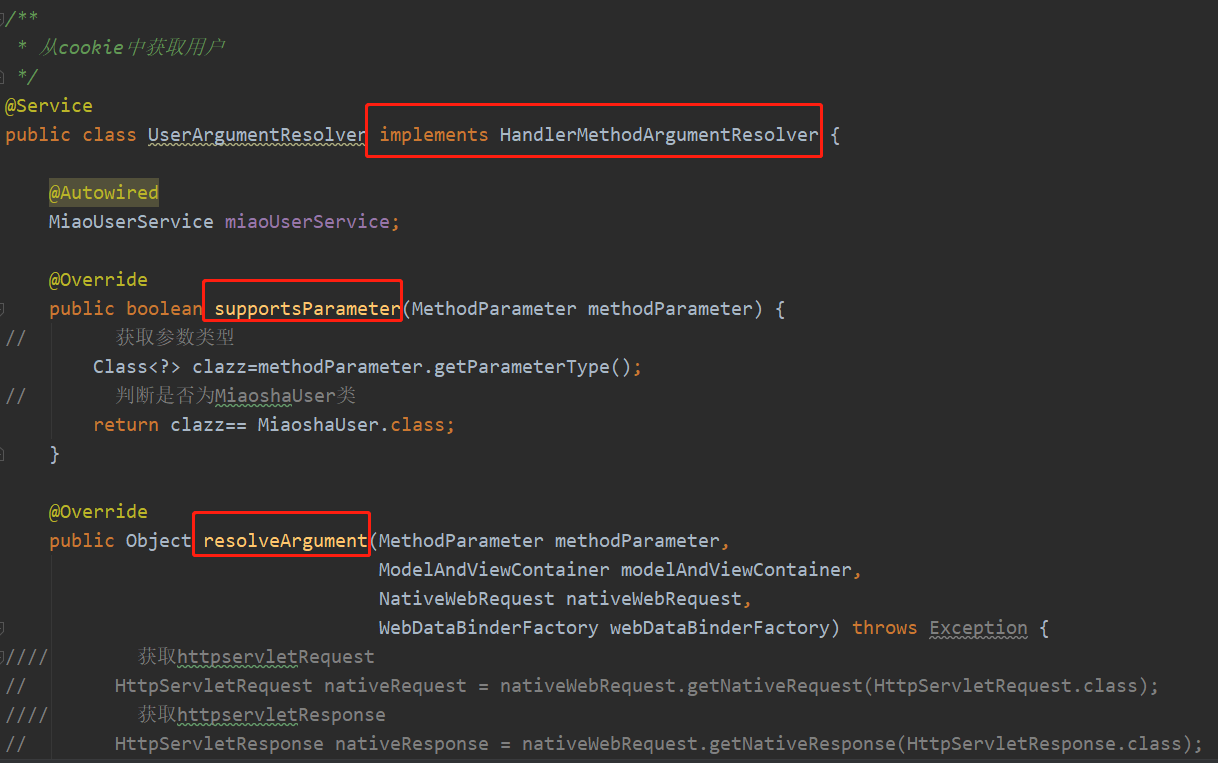 /**
 * 从cookie中获取用户
 */
@Service
public class UserArgumentResolver implements HandlerMethodArgumentResolver {
@Autowired
MiaoUserService miaoUserService;
@Override
public boolean supportsParameter(MethodParameter methodParameter) {
// 获取参数类型
Class<?> clazz=methodParameter.getParameterType();
// 判断是否为MiaoshaUser类
return clazz== MiaoshaUser.class;
}
@Override
public Object resolveArgument(MethodParameter methodParameter,
ModelAndViewContainer modelAndViewContainer,
NativeWebRequest nativeWebRequest,
WebDataBinderFactory webDataBinderFactory) throws Exception {
//// 获取httpservletRequest
// HttpServletRequest nativeRequest = nativeWebRequest.getNativeRequest(HttpServletRequest.class);
//// 获取httpservletResponse
// HttpServletResponse nativeResponse = nativeWebRequest.getNativeResponse(HttpServletResponse.class);